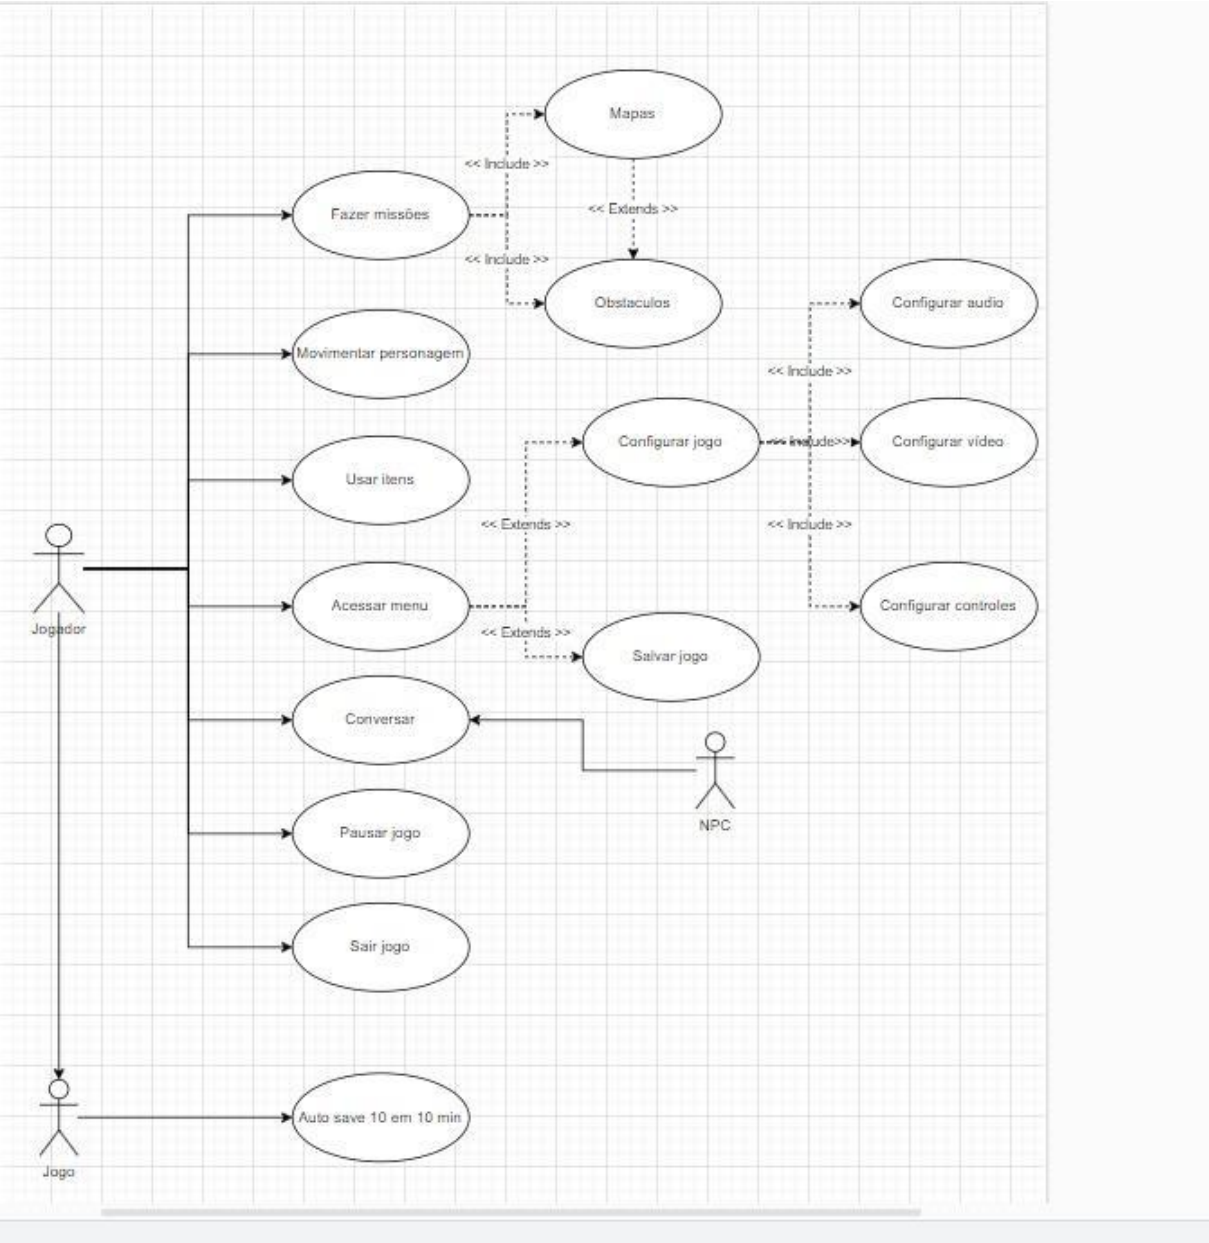 Mapas
<< Include >>
<< Extends >>
Fazer missões
<< Include >>
Obstaculos
Configurar audio
Movimentar personagem
<< Include >>
Configurar jogo
<< Include>>
Configurar vídeo
Usar itens
<< Extends >>
<< Include >>
Acessar menu
Configurar controles
Jogador
<< Extends >>
Salvar jogo
Conversar
NPC
Pausar jogo
Sair jogo
Auto save 10 em 10 min
Jogo